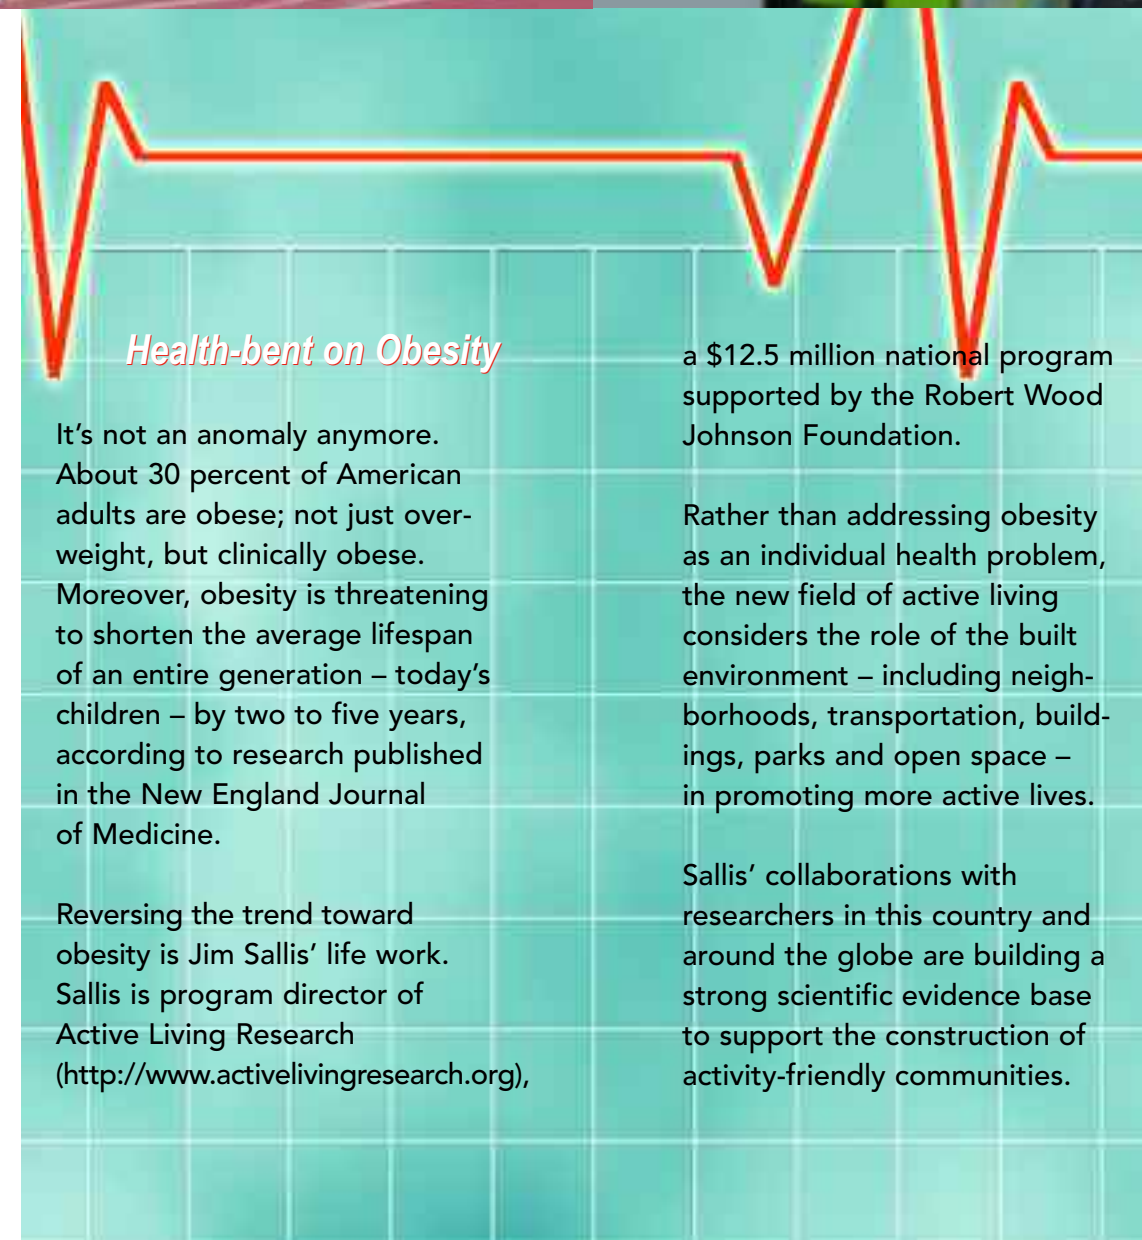 Health-bent on Obesity
It's not an anomaly anymore.
About 30 percent of American
adults are obese; not just over-
weight, but clinically obese.
Moreover, obesity is threatening
to shorten the average lifespan
of an entire generation – today's
children – by two to five years,
according to research published
in the New England Journal
of Medicine.
Reversing the trend toward
obesity is Jim Sallis' life work.
Sallis is program director of
Active Living Research
(http://www.activelivingresearch.org),
a $12.5 million national program
supported by the Robert Wood
Johnson Foundation.
Rather than addressing obesity
as an individual health problem,
the new field of active living
considers the role of the built
environment – including neigh-
borhoods, transportation, build-
ings, parks and open space –
in promoting more active lives.
Sallis' collaborations with
researchers in this country and
around the globe are building a
strong scientific evidence base
to support the construction of
activity-friendly communities.